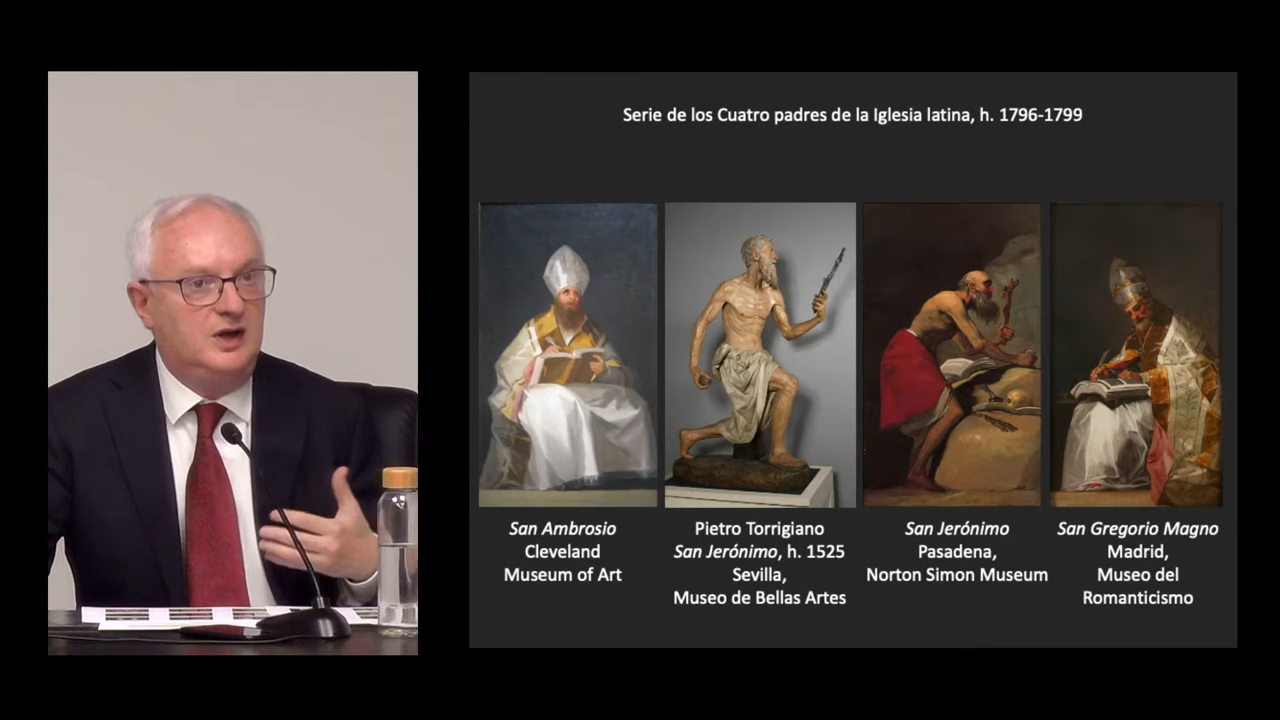 Serie de los Cuatro padres de la Iglesia latina, h. 1796-1799
San Ambrosio
Cleveland
Museum of Art
Pietro Torrigiano
San Jerónimo, h. 1525
Sevilla,
Museo de Bellas Artes
San Jerónimo
Pasadena,
Norton Simon Museum
San Gregorio Magno
Madrid,
Museo del
Romanticismo